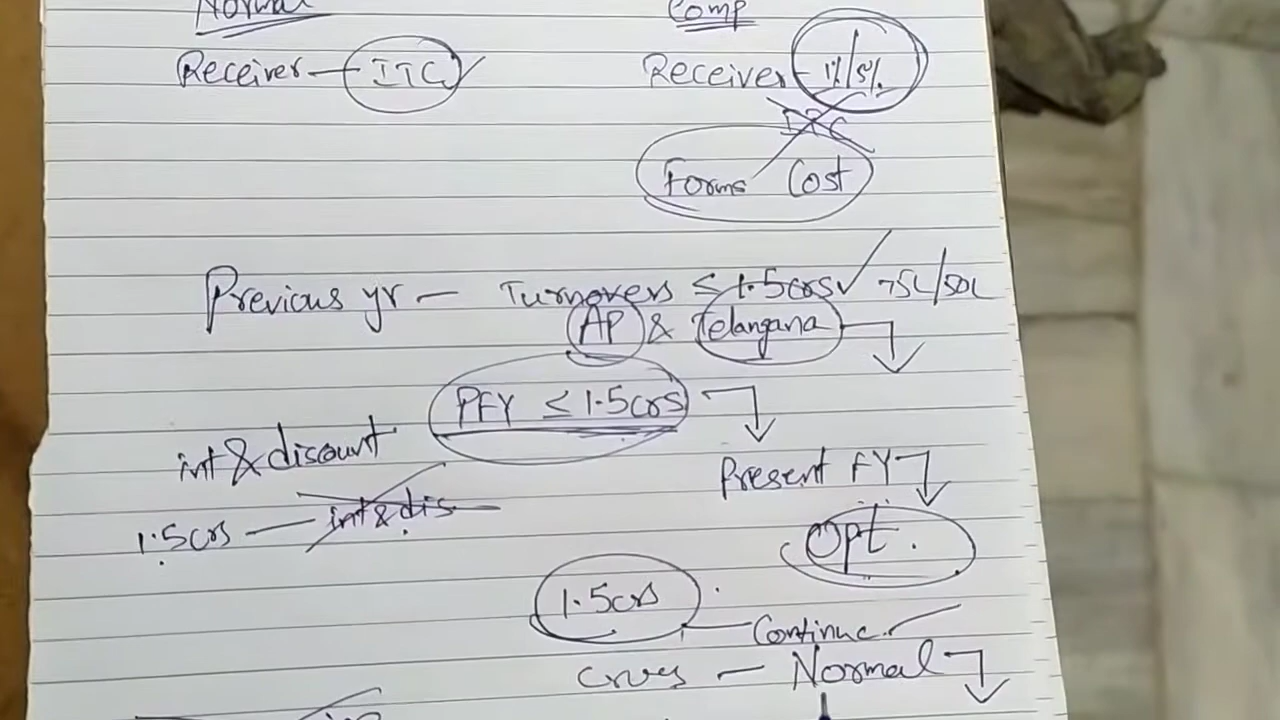 Normal Comp
Receiver — ITC Receiver - 1%/5%
ITC
Forms Cost
Previous yr — Turnovers ≤ 1.5crs 75L/50L
AP & Telangana
PFY ≤ 1.5crs
int & discount
Present FY
1.5crs — int & dis
Opt.
1.5crs
Continue
Normal